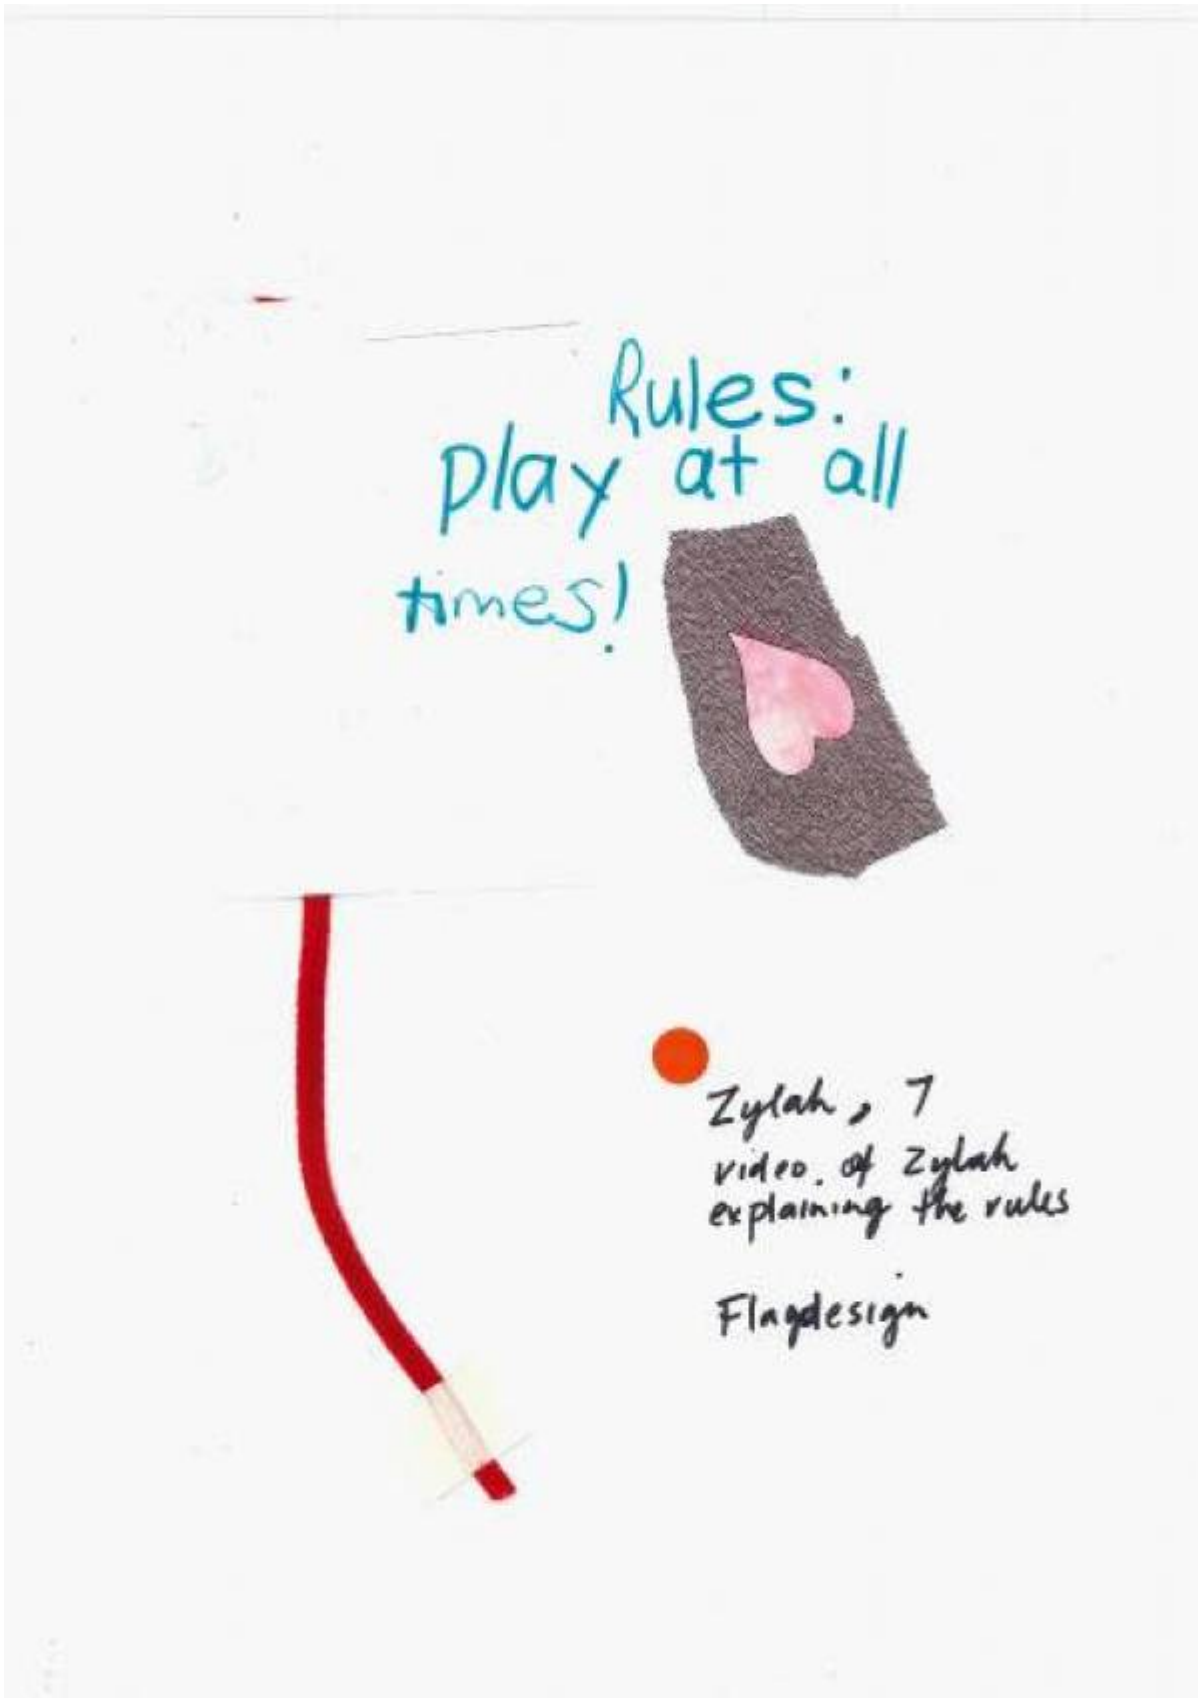 Rules:
play at all
times!
Zylah, 7
video. of Zylah
explaining the rules
Flagdesign